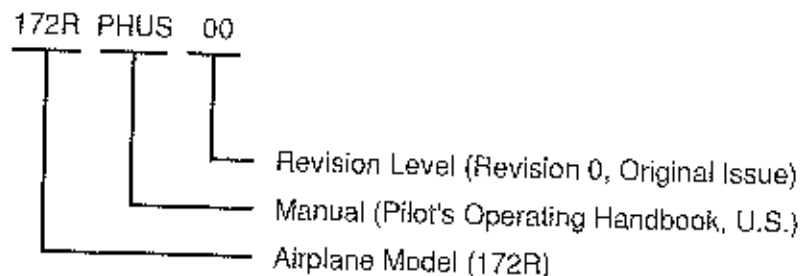 172R PHUS 00
Revision Level (Revision 0, Original Issue)
Manual (Pilot's Operating Handbook, U.S.)
Airplane Model (172R)